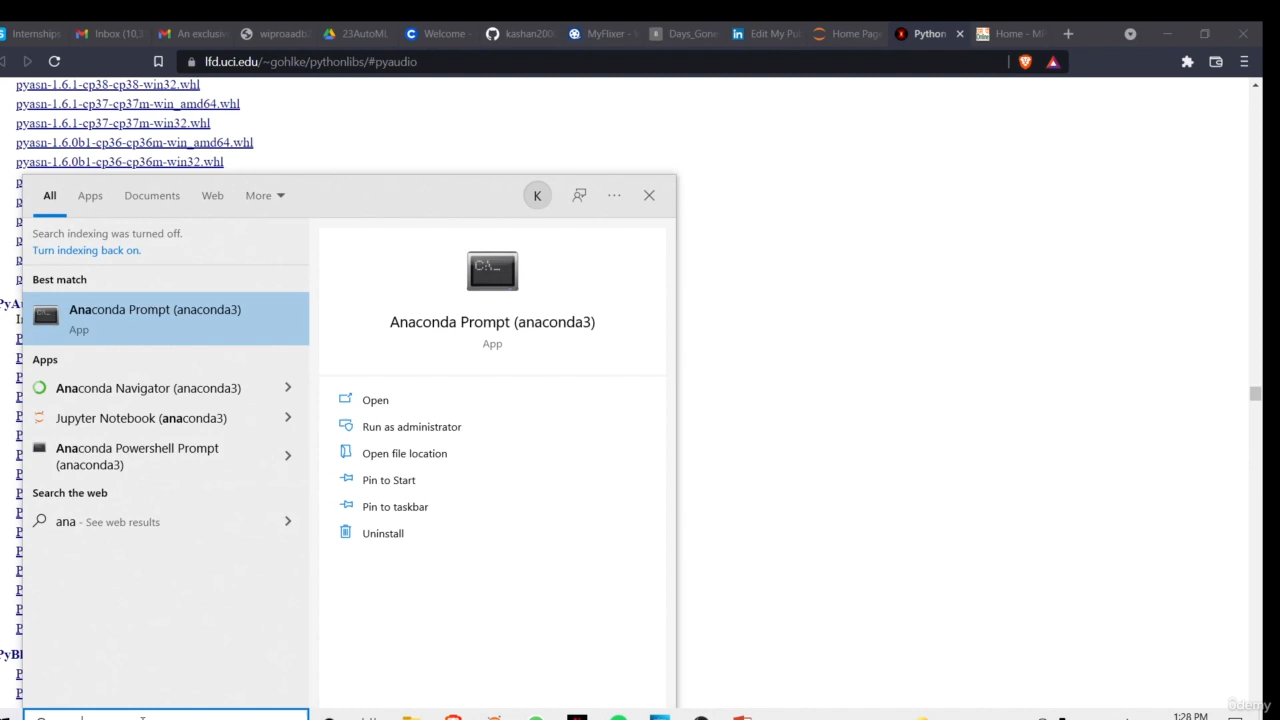 Internships
Inbox (10,3
An exclusiv
wiproaadb
23AutoML
Welcome -
kashan200
MyFlixer -
Days_Gone
Edit My Pu
Home Page
Python
Home - M
lfd.uci.edu/~gohlke/pythonlibs/#pyaudio
pyasn-1.6.1-cp38-cp38-win32.whl
pyasn-1.6.1-cp37-cp37m-win_amd64.whl
pyasn-1.6.1-cp37-cp37m-win32.whl
pyasn-1.6.0b1-cp36-cp36m-win_amd64.whl
pyasn-1.6.0b1-cp36-cp36m-win32.whl
All
Apps
Documents
Web
More
K
Search indexing was turned off.
Turn indexing back on.
Best match
Anaconda Prompt (anaconda3)
App
Apps
Anaconda Navigator (anaconda3)
Jupyter Notebook (anaconda3)
Anaconda Powershell Prompt
(anaconda3)
Search the web
ana - See web results
C:\_
Anaconda Prompt (anaconda3)
App
Open
Run as administrator
Open file location
Pin to Start
Pin to taskbar
Uninstall
1:28 PM
ûdemy